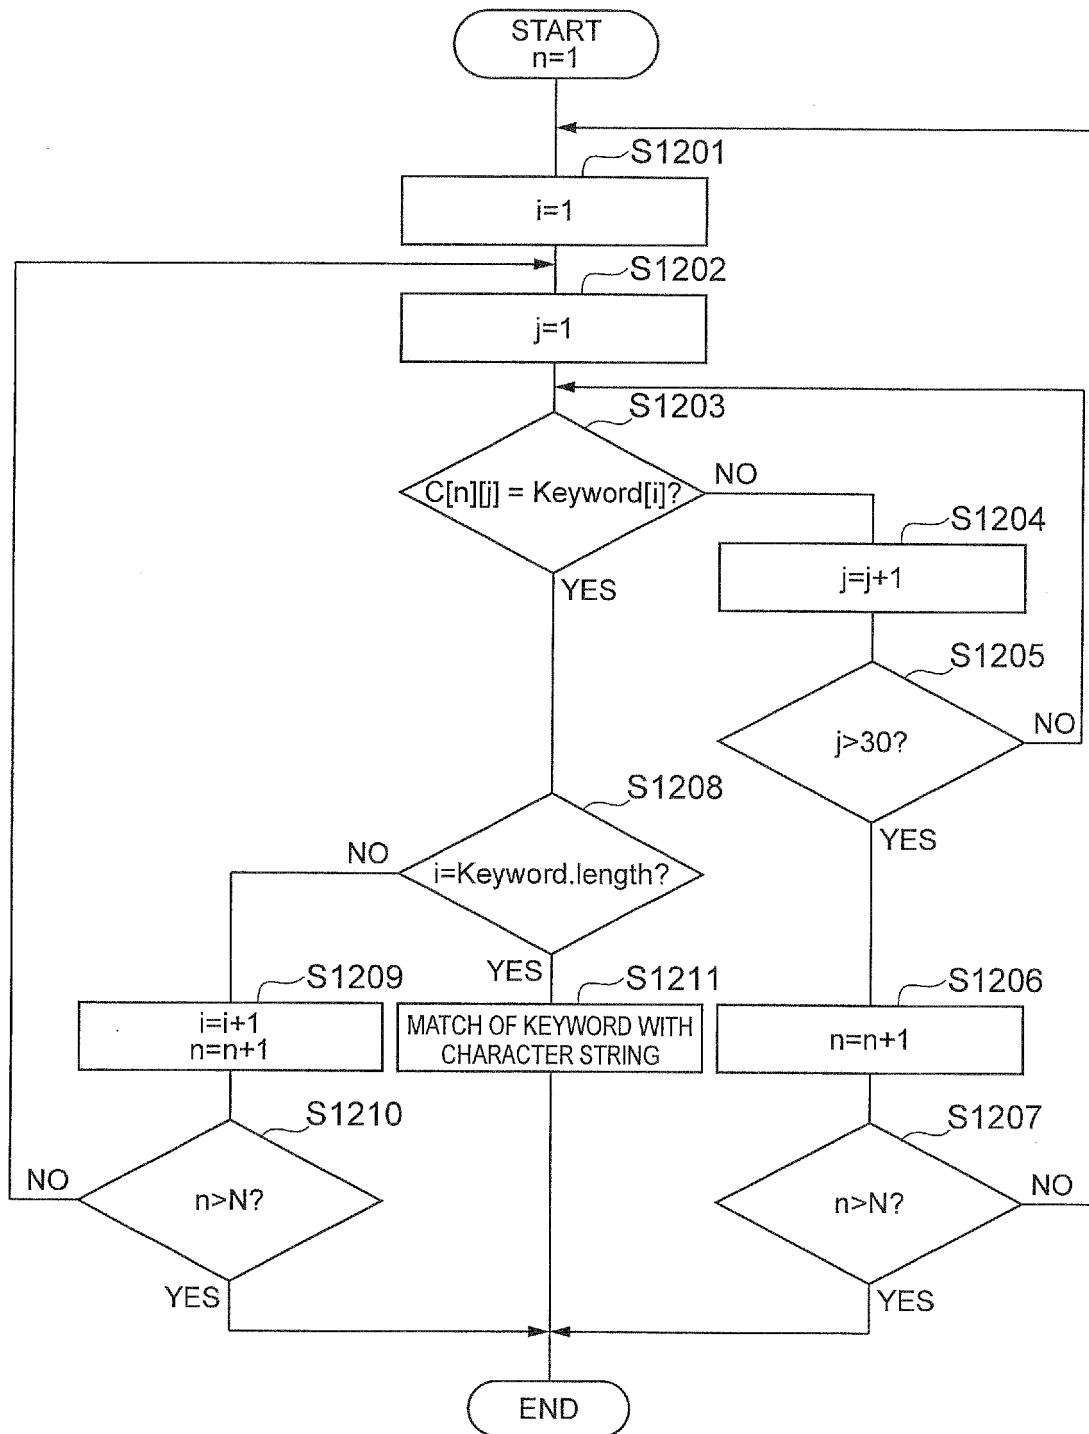 START
n=1
S1201
i=1
S1202
j=1
S1203
C[n][j] = Keyword[i]?
NO
YES
S1204
j=j+1
S1205
j>30?
NO
YES
S1208
i=Keyword.length?
NO
YES
S1209
i=i+1
n=n+1
S1211
MATCH OF KEYWORD WITH
CHARACTER STRING
S1206
n=n+1
S1210
n>N?
NO
YES
S1207
n>N?
NO
YES
END